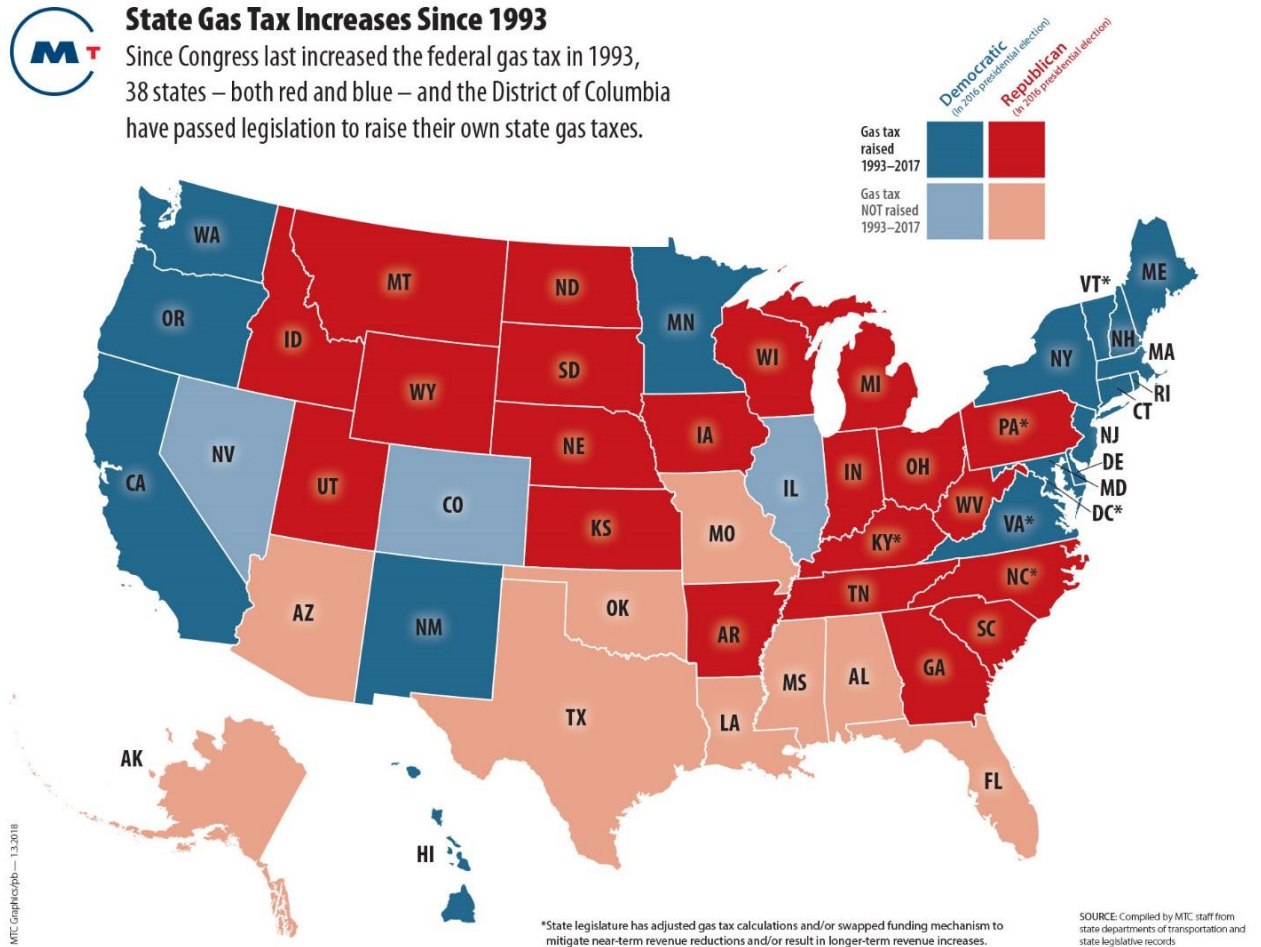 M T
State Gas Tax Increases Since 1993
Since Congress last increased the federal gas tax in 1993,
38 states – both red and blue – and the District of Columbia
have passed legislation to raise their own state gas taxes.
Democratic
(In 2016 presidential election)
Republican
(In 2016 presidential election)
Gas tax
raised
1993–2017
Gas tax
NOT raised
1993–2017
WA
OR
CA
NV
ID
MT
WY
UT
CO
AZ
NM
ND
SD
NE
KS
OK
TX
MN
IA
MO
AR
LA
WI
IL
MI
IN
OH
KY*
TN
MS
AL
GA
FL
SC
NC*
VA*
WV
PA*
NY
VT*
NH
ME
MA
RI
CT
NJ
DE
MD
DC*
AK
HI
MTC Graphics/pb — 1.3.2018
*State legislature has adjusted gas tax calculations and/or swapped funding mechanism to
mitigate near-term revenue reductions and/or result in longer-term revenue increases.
SOURCE: Compiled by MTC staff from
state departments of transportation and
state legislative records